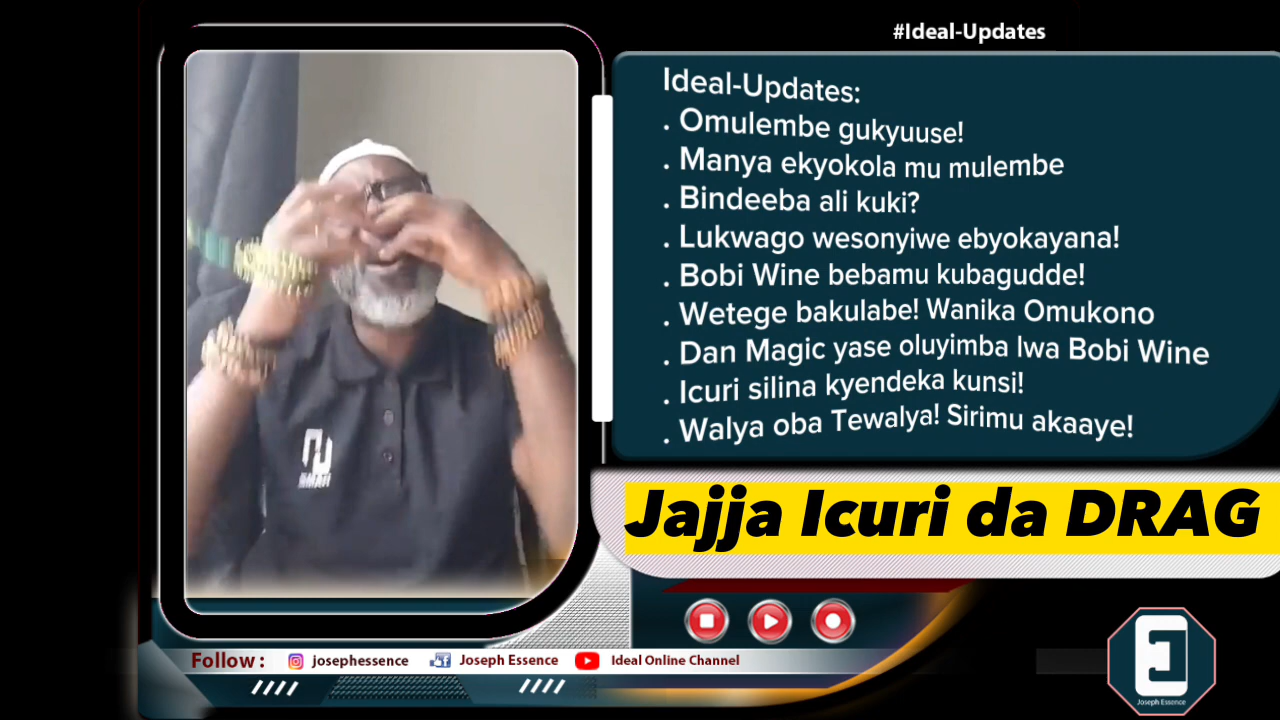 #Ideal-Updates
Ideal-Updates:
. Omulembe gukyuuse!
. Manya ekyokola mu mulembe
. Bindeeba ali kuki?
. Lukwago wesonyiwe ebyokayana!
. Bobi Wine bebamu kubagudde!
. Wetege bakulabe! Wanika Omukono
. Dan Magic yase oluyimba lwa Bobi Wine
. Icuri silina kyendeka kunsi!
. Walya oba Tewalya! Sirimu akaaye!
Jajja Icuri da DRAG
Follow : josephessence Joseph Essence Ideal Online Channel
Joseph Essence